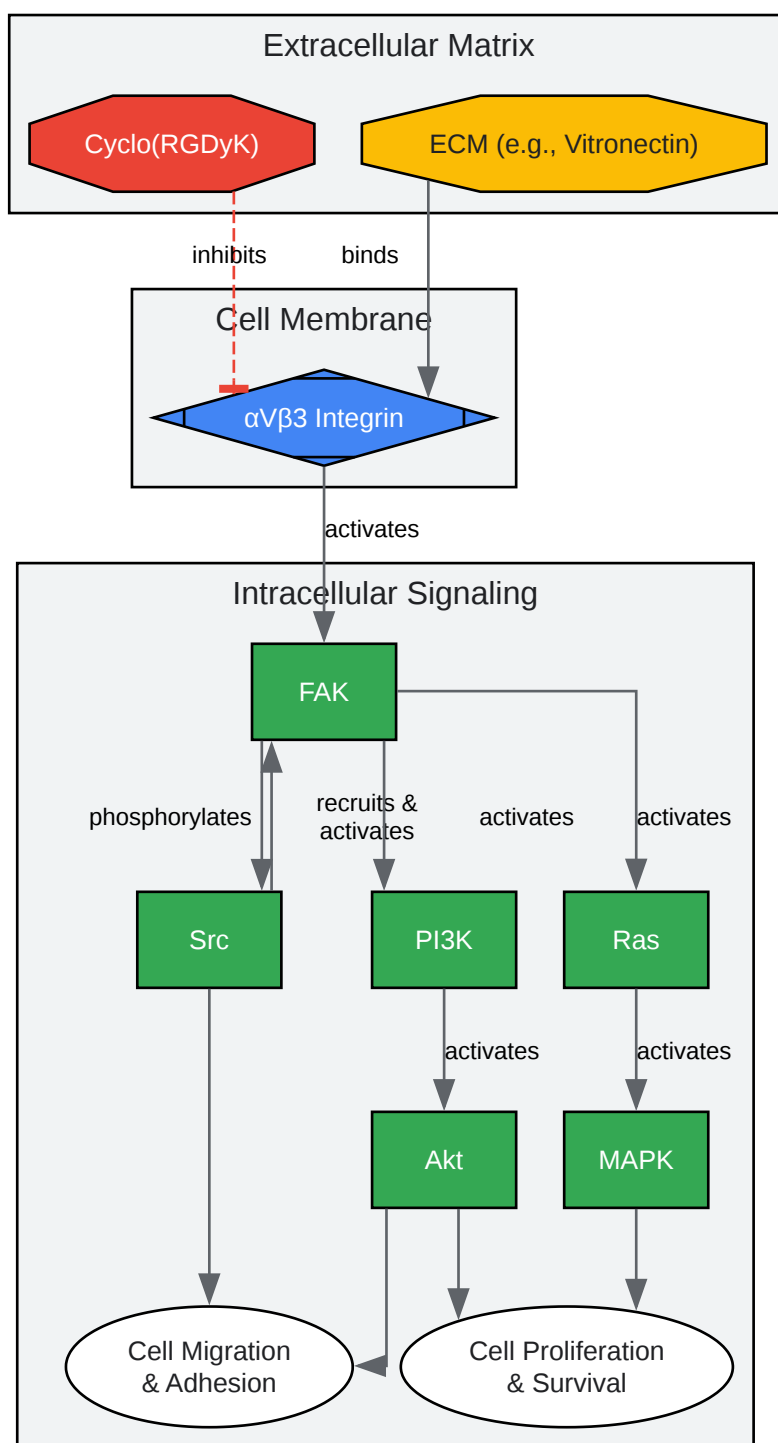 Extracellular Matrix
Cyclo(RGDyK)
ECM (e.g., Vitronectin)
inhibits
binds
Cell Membrane
αVβ3 Integrin
activates
Intracellular Signaling
FAK
phosphorylates
recruits &
activates
activates
activates
Src
PI3K
Ras
activates
activates
Akt
MAPK
Cell Migration
& Adhesion
Cell Proliferation
& Survival